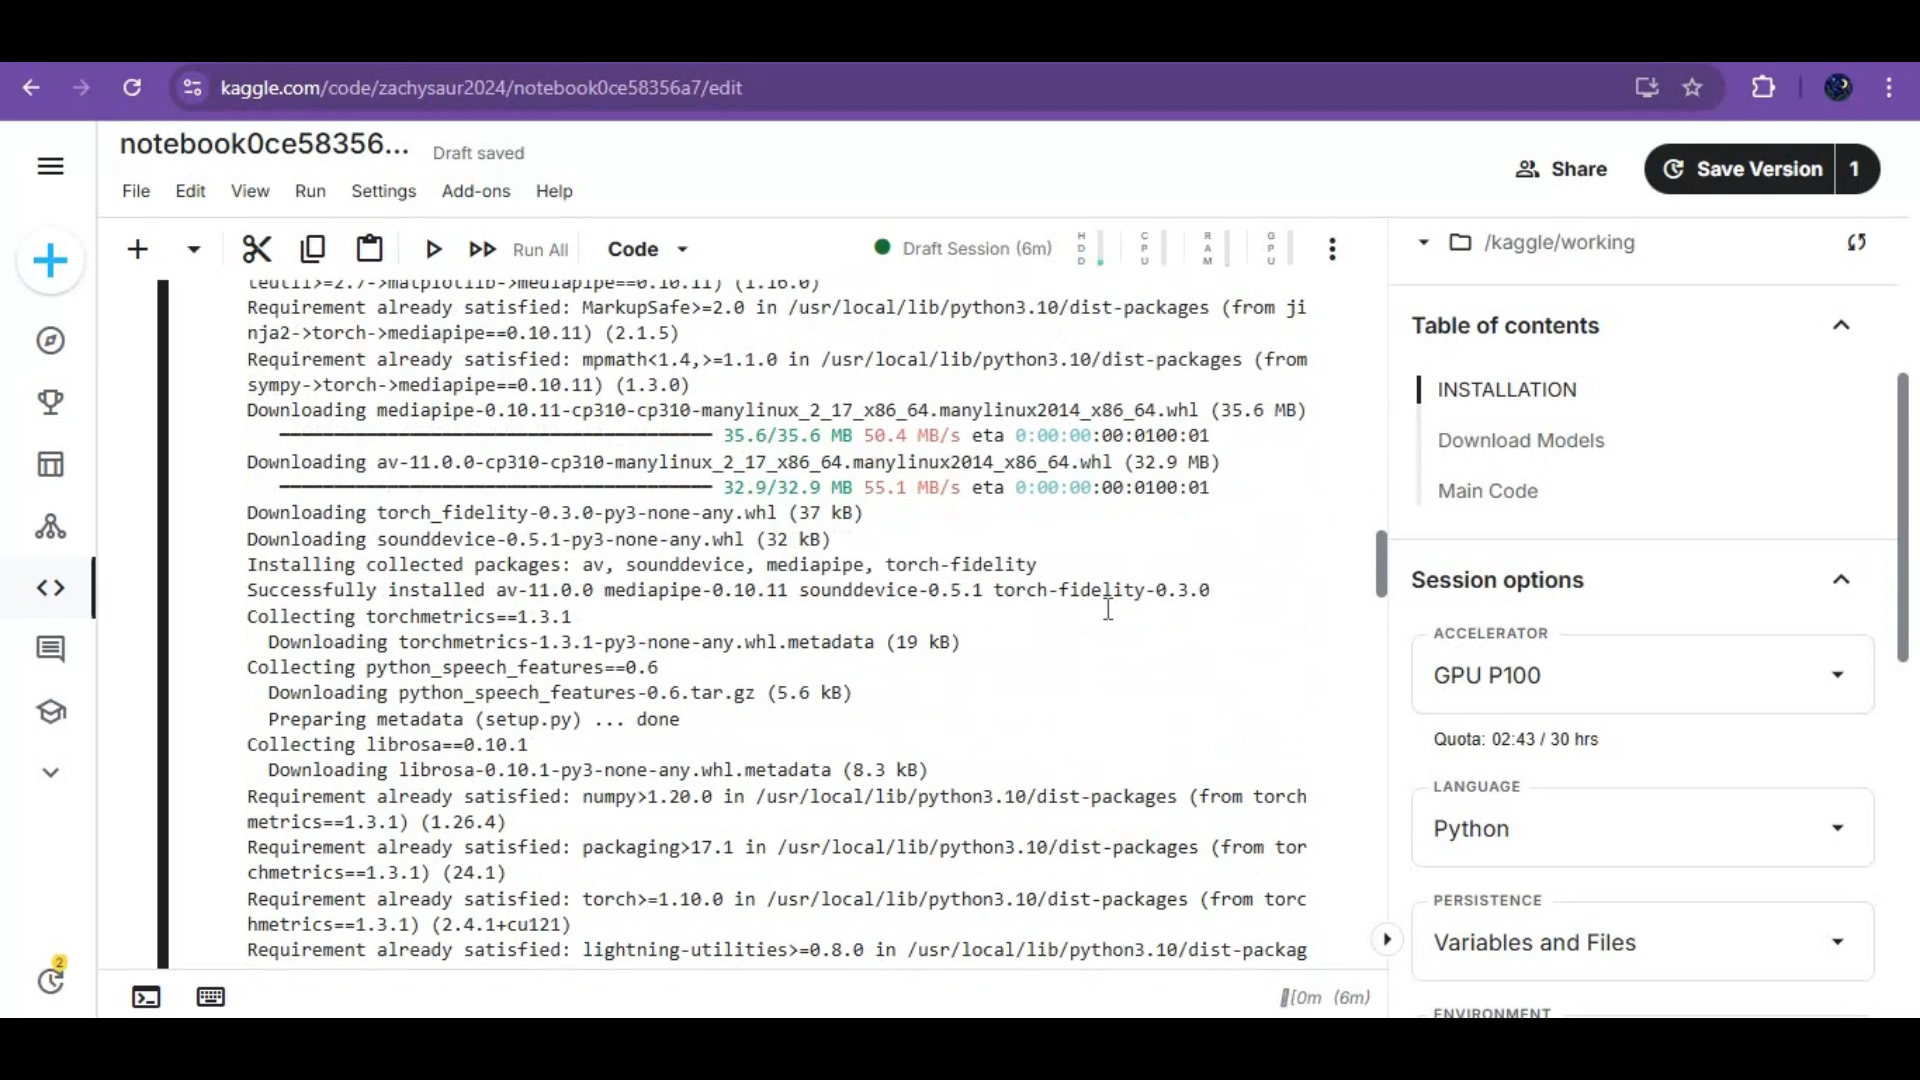 kaggle.com/code/zachysaur2024/notebook0ce58356a7/edit
notebook0ce58356... Draft saved
File Edit View Run Settings Add-ons Help
Share
Save Version 1
Run All Code
Draft Session (6m) HDD CPU RAM GPU
teutil>=2.7->matplotlib->mediapipe==0.10.11) (1.16.0)
Requirement already satisfied: MarkupSafe>=2.0 in /usr/local/lib/python3.10/dist-packages (from ji
nja2->torch->mediapipe==0.10.11) (2.1.5)
Requirement already satisfied: mpmath<1.4,>=1.1.0 in /usr/local/lib/python3.10/dist-packages (from
sympy->torch->mediapipe==0.10.11) (1.3.0)
Downloading mediapipe-0.10.11-cp310-cp310-manylinux_2_17_x86_64.manylinux2014_x86_64.whl (35.6 MB)
35.6/35.6 MB 50.4 MB/s eta 0:00:00:00:0100:01
Downloading av-11.0.0-cp310-cp310-manylinux_2_17_x86_64.manylinux2014_x86_64.whl (32.9 MB)
32.9/32.9 MB 55.1 MB/s eta 0:00:00:00:0100:01
Downloading torch_fidelity-0.3.0-py3-none-any.whl (37 kB)
Downloading sounddevice-0.5.1-py3-none-any.whl (32 kB)
Installing collected packages: av, sounddevice, mediapipe, torch-fidelity
Successfully installed av-11.0.0 mediapipe-0.10.11 sounddevice-0.5.1 torch-fidelity-0.3.0
Collecting torchmetrics==1.3.1
Downloading torchmetrics-1.3.1-py3-none-any.whl.metadata (19 kB)
Collecting python_speech_features==0.6
Downloading python_speech_features-0.6.tar.gz (5.6 kB)
Preparing metadata (setup.py) ... done
Collecting librosa==0.10.1
Downloading librosa-0.10.1-py3-none-any.whl.metadata (8.3 kB)
Requirement already satisfied: numpy>1.20.0 in /usr/local/lib/python3.10/dist-packages (from torch
metrics==1.3.1) (1.26.4)
Requirement already satisfied: packaging>17.1 in /usr/local/lib/python3.10/dist-packages (from tor
chmetrics==1.3.1) (24.1)
Requirement already satisfied: torch>=1.10.0 in /usr/local/lib/python3.10/dist-packages (from torc
hmetrics==1.3.1) (2.4.1+cu121)
Requirement already satisfied: lightning-utilities>=0.8.0 in /usr/local/lib/python3.10/dist-packag
[0m (6m)
2
/kaggle/working
Table of contents
INSTALLATION
Download Models
Main Code
Session options
ACCELERATOR
GPU P100
Quota: 02:43 / 30 hrs
LANGUAGE
Python
PERSISTENCE
Variables and Files
ENVIRONMENT